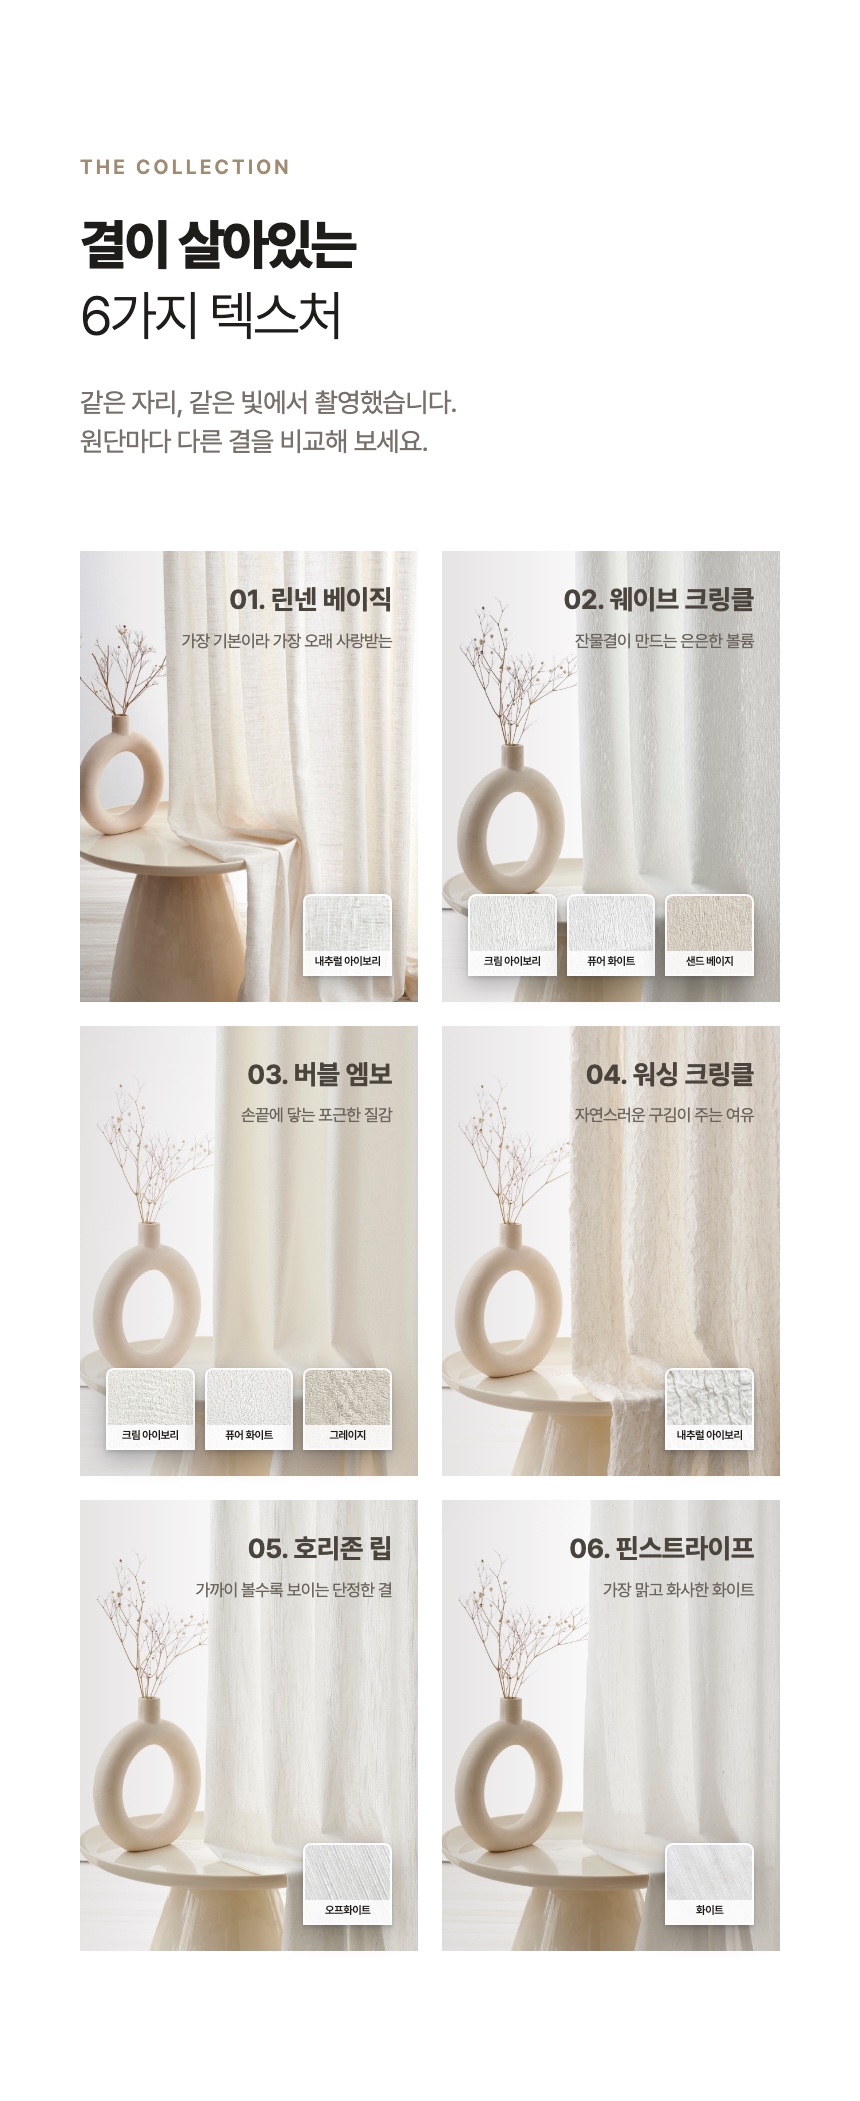 THE COLLECTION
결이 살아있는
6가지 텍스처
같은 자리, 같은 빛에서 촬영했습니다.
원단마다 다른 결을 비교해 보세요.
01. 린넨 베이직
가장 기본이라 가장 오래 사랑받는
내추럴 아이보리
02. 웨이브 크링클
잔물결이 만드는 은은한 볼륨
크림 아이보리
퓨어 화이트
샌드 베이지
03. 버블 엠보
손끝에 닿는 포근한 질감
크림 아이보리
퓨어 화이트
그레이지
04. 워싱 크링클
자연스러운 구김이 주는 여유
내추럴 아이보리
05. 호리존 립
가까이 볼수록 보이는 단정한 결
오프화이트
06. 핀스트라이프
가장 맑고 화사한 화이트
화이트